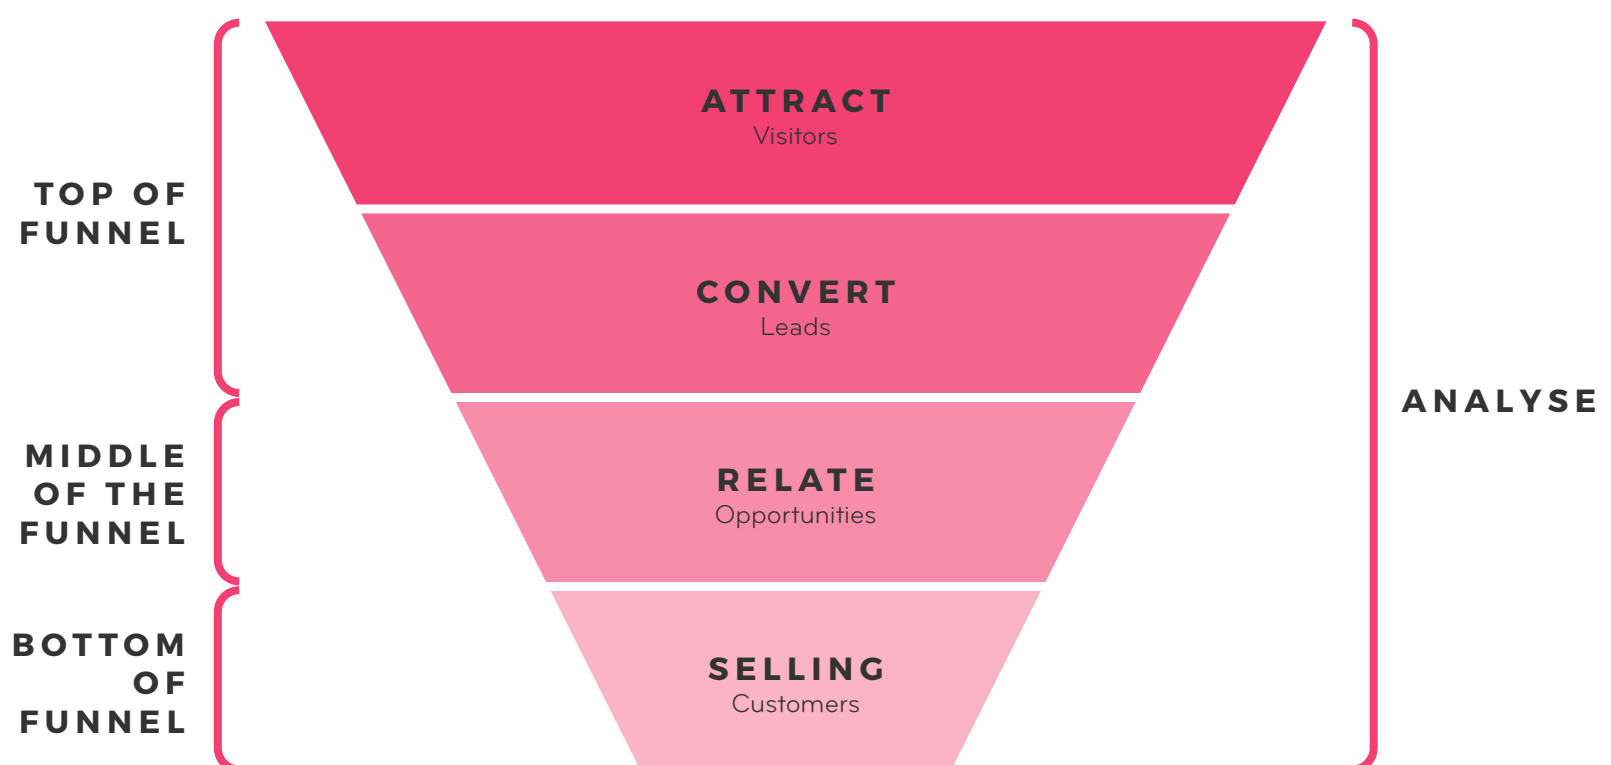 TOP OF
FUNNEL
MIDDLE
OF THE
FUNNEL
BOTTOM
OF
FUNNEL
ATTRACT
Visitors
CONVERT
Leads
RELATE
Opportunities
SELLING
Customers
ANALYSE